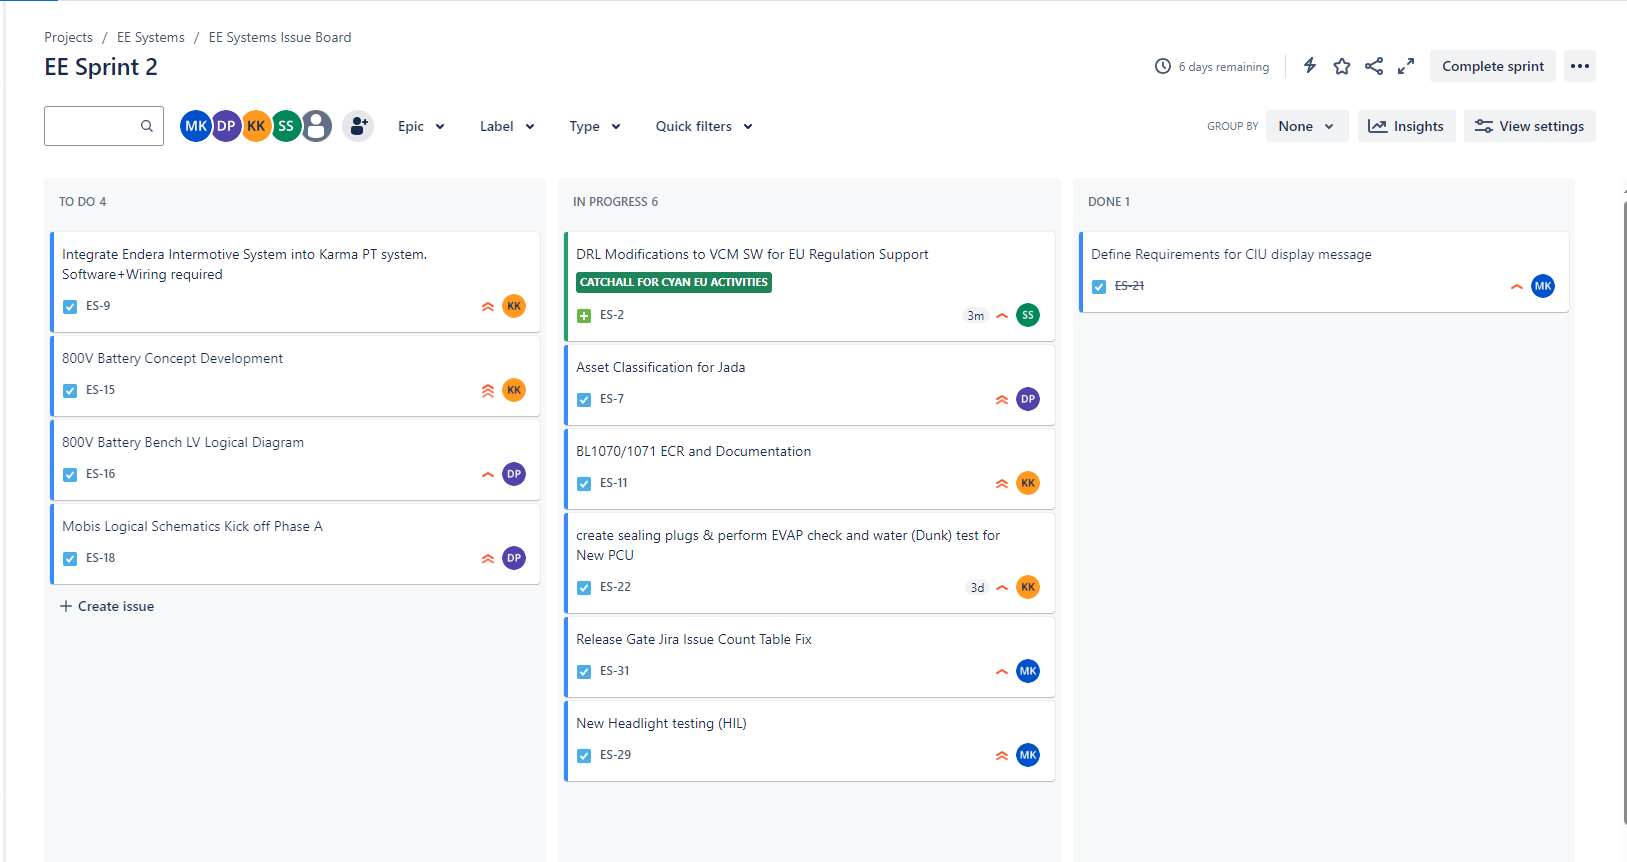 Projects / EE Systems / EE Systems Issue Board
EE Sprint 2
6 days remaining
Complete sprint
MK DP KK SS
Epic
Label
Type
Quick filters
GROUP BY
None
Insights
View settings
TO DO 4
Integrate Endera Intermotive System into Karma PT system.
Software+Wiring required
ES-9
KK
800V Battery Concept Development
ES-15
KK
800V Battery Bench LV Logical Diagram
ES-16
DP
Mobis Logical Schematics Kick off Phase A
ES-18
DP
+ Create issue
IN PROGRESS 6
DRL Modifications to VCM SW for EU Regulation Support
CATCHALL FOR CYAN EU ACTIVITIES
ES-2
3m
SS
Asset Classification for Jada
ES-7
DP
BL1070/1071 ECR and Documentation
ES-11
KK
create sealing plugs & perform EVAP check and water (Dunk) test for
New PCU
ES-22
3d
KK
Release Gate Jira Issue Count Table Fix
ES-31
MK
New Headlight testing (HIL)
ES-29
MK
DONE 1
Define Requirements for CIU display message
ES-21
MK